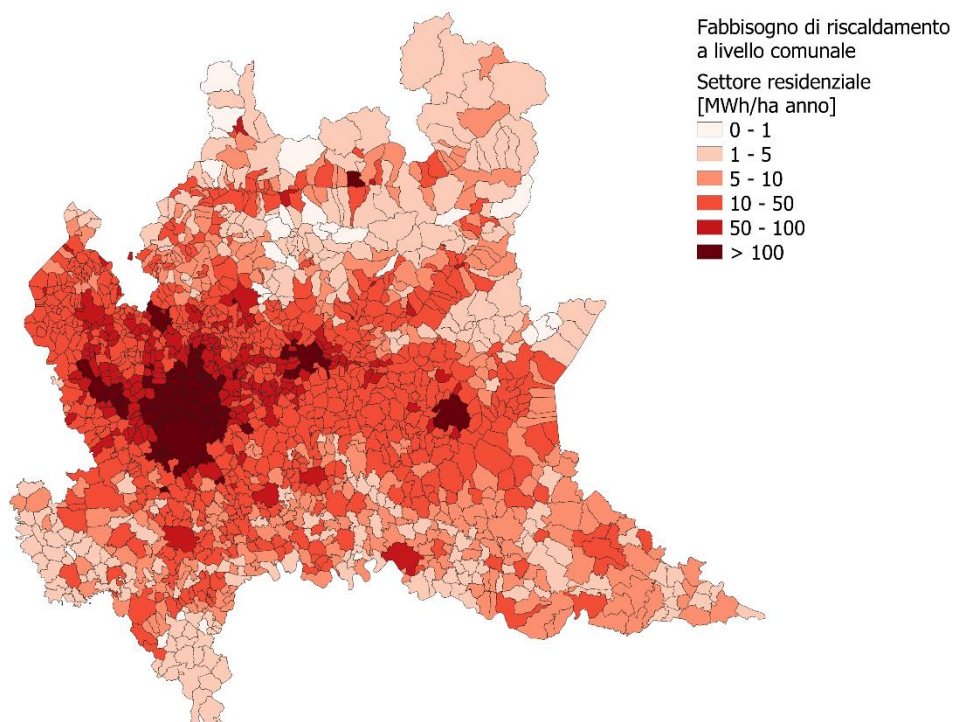 Fabbisogno di riscaldamento
a livello comunale
Settore residenziale
[MWh/ha anno]
0 - 1
1 - 5
5 - 10
10 - 50
50 - 100
> 100